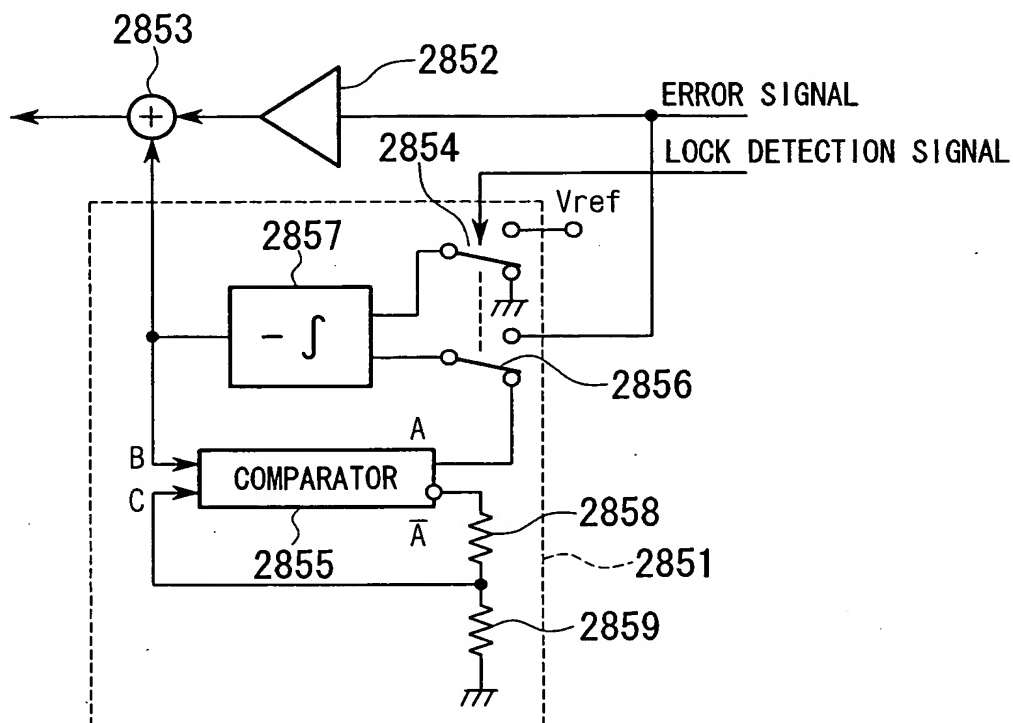 2853
2852
ERROR SIGNAL
2854
LOCK DETECTION SIGNAL
Vref
2857
− ∫
2856
A
B
COMPARATOR
C
A̅
2858
2855
2851
2859